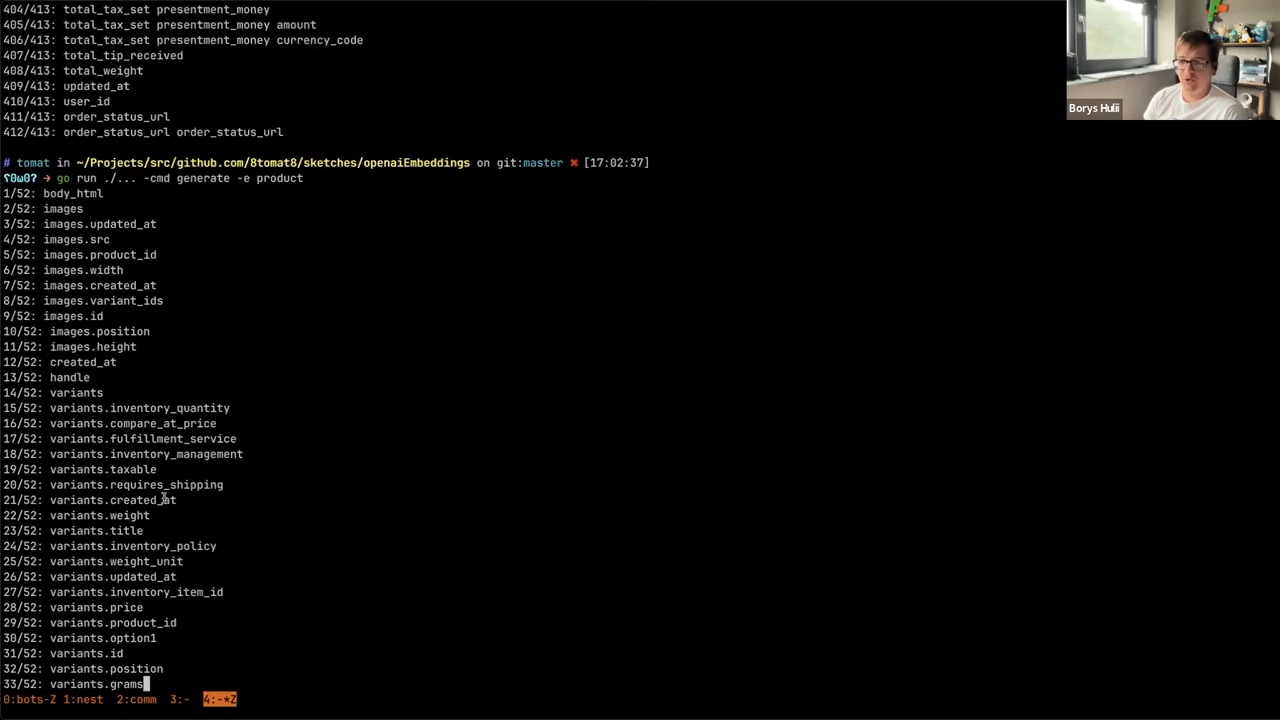 404/413: total_tax_set presentment_money
405/413: total_tax_set presentment_money amount
406/413: total_tax_set presentment_money currency_code
407/413: total_tip_received
408/413: total_weight
409/413: updated_at
410/413: user_id
411/413: order_status_url
412/413: order_status_url order_status_url
Borys Hulii
# tomat in ~/Projects/src/github.com/8tomat8/sketches/openaiEmbeddings on git:master ✖ [17:02:37]
ʕ0ω0ʔ → go run ./... -cmd generate -e product
1/52: body_html
2/52: images
3/52: images.updated_at
4/52: images.src
5/52: images.product_id
6/52: images.width
7/52: images.created_at
8/52: images.variant_ids
9/52: images.id
10/52: images.position
11/52: images.height
12/52: created_at
13/52: handle
14/52: variants
15/52: variants.inventory_quantity
16/52: variants.compare_at_price
17/52: variants.fulfillment_service
18/52: variants.inventory_management
19/52: variants.taxable
20/52: variants.requires_shipping
21/52: variants.created_at
22/52: variants.weight
23/52: variants.title
24/52: variants.inventory_policy
25/52: variants.weight_unit
26/52: variants.updated_at
27/52: variants.inventory_item_id
28/52: variants.price
29/52: variants.product_id
30/52: variants.option1
31/52: variants.id
32/52: variants.position
33/52: variants.grams
0:bots-Z 1:nest 2:comm 3:- 4:-*Z